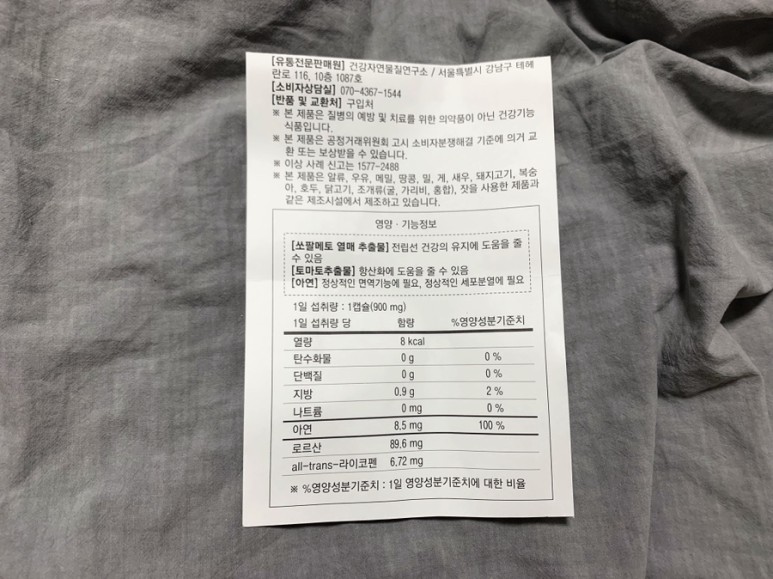 [유통전문판매원] 건강자연물질연구소 / 서울특별시 강남구 테헤
란로 116, 10층 1087호
[소비자상담실] 070-4367-1544
[반품 및 교환처] 구입처
※ 본 제품은 질병의 예방 및 치료를 위한 의약품이 아닌 건강기능
식품입니다.
※ 본 제품은 공정거래위원회 고시 소비자분쟁해결 기준에 의거 교
환 또는 보상받을 수 있습니다.
※ 이상 사례 신고는 1577-2488
※ 본 제품은 알류, 우유, 메밀, 땅콩, 밀, 게, 새우, 돼지고기, 복숭
아, 호두, 닭고기, 조개류(굴, 가리비, 홍합), 잣을 사용한 제품과
같은 제조시설에서 제조하고 있습니다.
영양 · 기능정보
[쏘팔메토 열매 추출물] 전립선 건강의 유지에 도움을 줄
수 있음
[토마토추출물] 항산화에 도움을 줄 수 있음
[아연] 정상적인 면역기능에 필요, 정상적인 세포분열에 필요
1일 섭취량 : 1캡슐(900 mg)
1일 섭취량 당 함량 %영양성분기준치
열량 8 kcal
탄수화물 0 g 0 %
단백질 0 g 0 %
지방 0.9 g 2 %
나트륨 0 mg 0 %
아연 8.5 mg 100 %
로르산 89.6 mg
all-trans-라이코펜 6.72 mg
※ %영양성분기준치 : 1일 영양성분기준치에 대한 비율